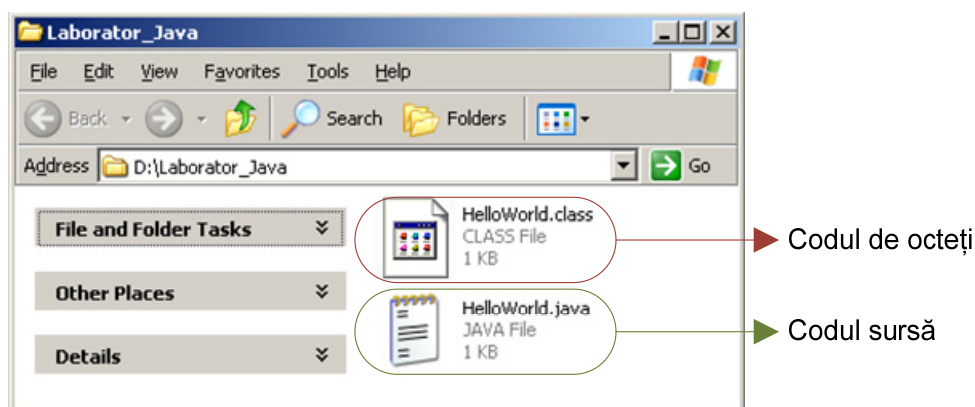 Laborator_Java
File Edit View Favorites Tools Help
Back Search Folders
Address D:\Laborator_Java Go
File and Folder Tasks
Other Places
Details
HelloWorld.class
CLASS File
1 KB
HelloWorld.java
JAVA File
1 KB
Codul de octeți
Codul sursă